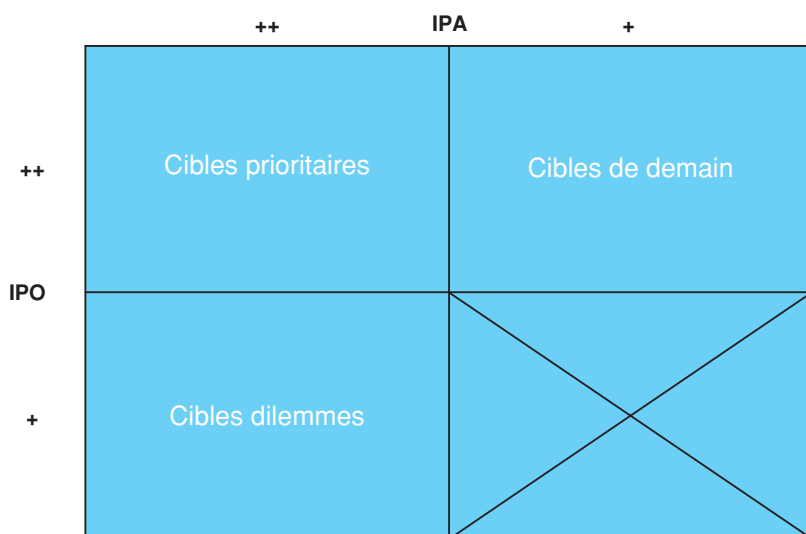 ++ IPA +
++ Cibles prioritaires Cibles de demain
IPO
+ Cibles dilemmes